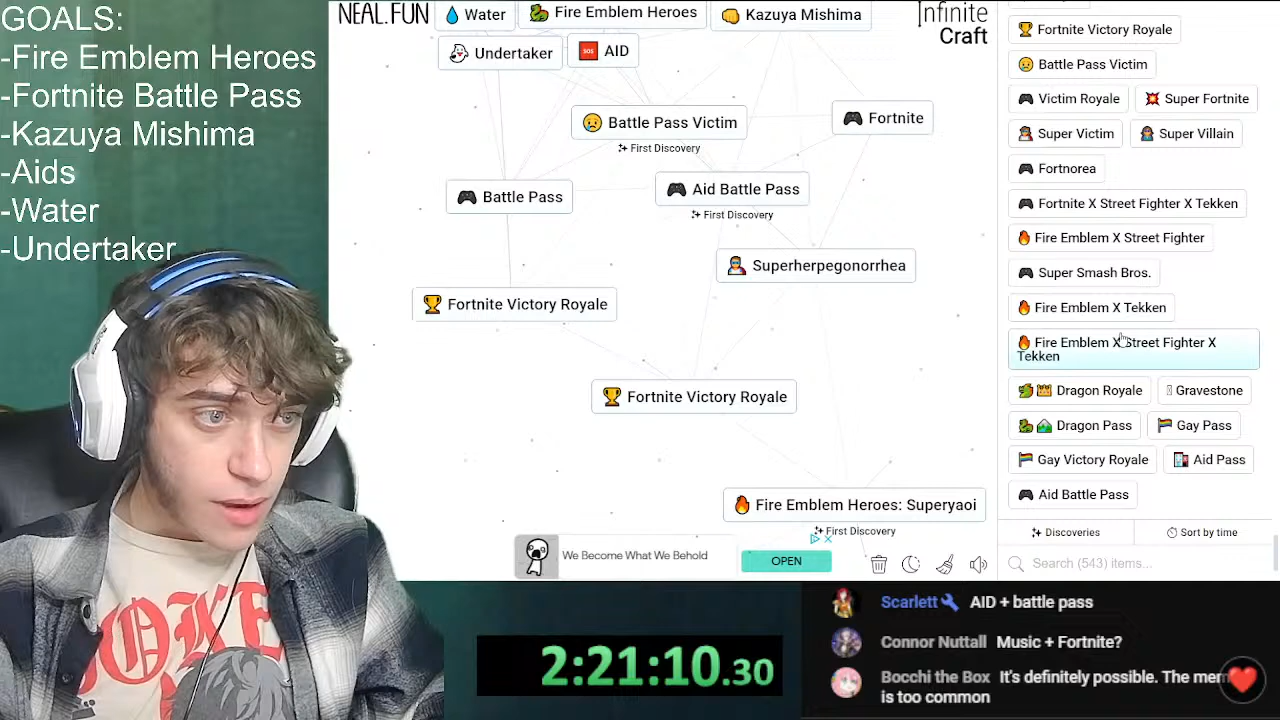 GOALS:
-Fire Emblem Heroes
-Fortnite Battle Pass
-Kazuya Mishima
-Aids
-Water
-Undertaker
NEAL.FUN
Water
Fire Emblem Heroes
Kazuya Mishima
Infinite
Craft
Undertaker
SOS AID
Battle Pass Victim
First Discovery
Fortnite
Battle Pass
Aid Battle Pass
First Discovery
Superherpegonorrhea
Fortnite Victory Royale
Fortnite Victory Royale
Fire Emblem Heroes: Superyaoi
First Discovery
We Become What We Behold
OPEN
Fortnite Victory Royale
Battle Pass Victim
Victim Royale
Super Fortnite
Super Victim
Super Villain
Fortnorea
Fortnite X Street Fighter X Tekken
Fire Emblem X Street Fighter
Super Smash Bros.
Fire Emblem X Tekken
Fire Emblem X Street Fighter X
Tekken
Dragon Royale
Gravestone
Dragon Pass
Gay Pass
Gay Victory Royale
Aid Pass
Aid Battle Pass
Discoveries
Sort by time
Search (543) items...
2:21:10.30
Scarlett AID + battle pass
Connor Nuttall Music + Fortnite?
Bocchi the Box It's definitely possible. The
is too common